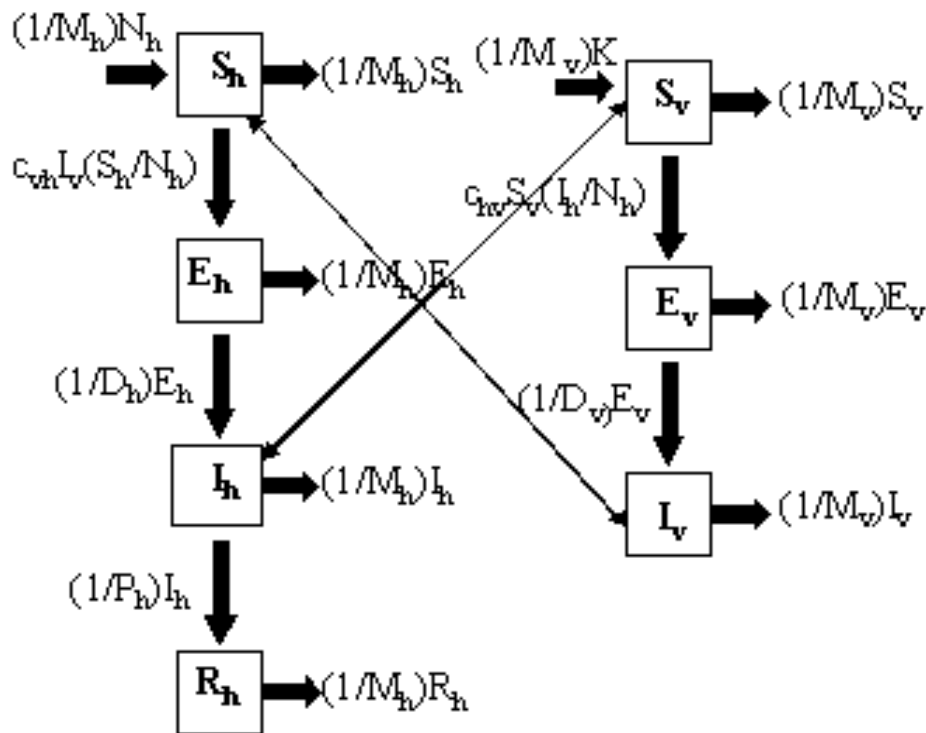 (1/M_h)N_h
S_h
(1/M_h)S_h
(1/M_v)K
S_v
(1/M_v)S_v
c_vh I_v(S_h/N_h)
c_hv S_v(I_h/N_h)
E_h
(1/M_h)E_h
E_v
(1/M_v)E_v
(1/D_h)E_h
(1/D_v)E_v
I_h
(1/M_h)I_h
I_v
(1/M_v)I_v
(1/P_h)I_h
R_h
(1/M_h)R_h